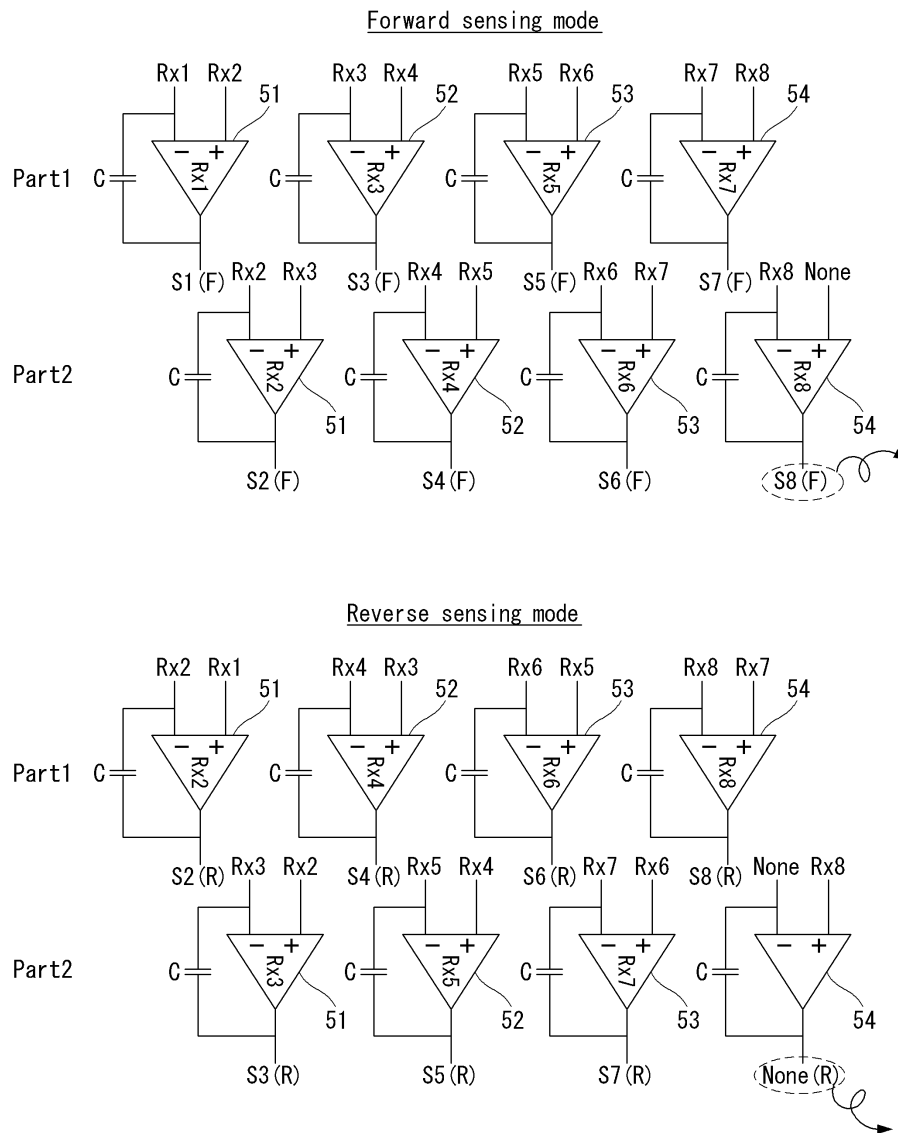 Forward sensing mode
Rx1 Rx2 Rx3 Rx4 Rx5 Rx6 Rx7 Rx8
51 52 53 54
Part1 C − + Rx1 C − + Rx3 C − + Rx5 C − + Rx7
S1(F) S3(F) S5(F) S7(F)
Rx2 Rx3 Rx4 Rx5 Rx6 Rx7 Rx8 None
Part2 C − + Rx2 C − + Rx4 C − + Rx6 C − + Rx8
51 52 53 54
S2(F) S4(F) S6(F) S8(F)
Reverse sensing mode
Rx2 Rx1 Rx4 Rx3 Rx6 Rx5 Rx8 Rx7
51 52 53 54
Part1 C − + Rx2 C − + Rx4 C − + Rx6 C − + Rx8
S2(R) S4(R) S6(R) S8(R)
Rx3 Rx2 Rx5 Rx4 Rx7 Rx6 None Rx8
Part2 C − + Rx3 C − + Rx5 C − + Rx7 C − +
51 52 53 54
S3(R) S5(R) S7(R) None(R)